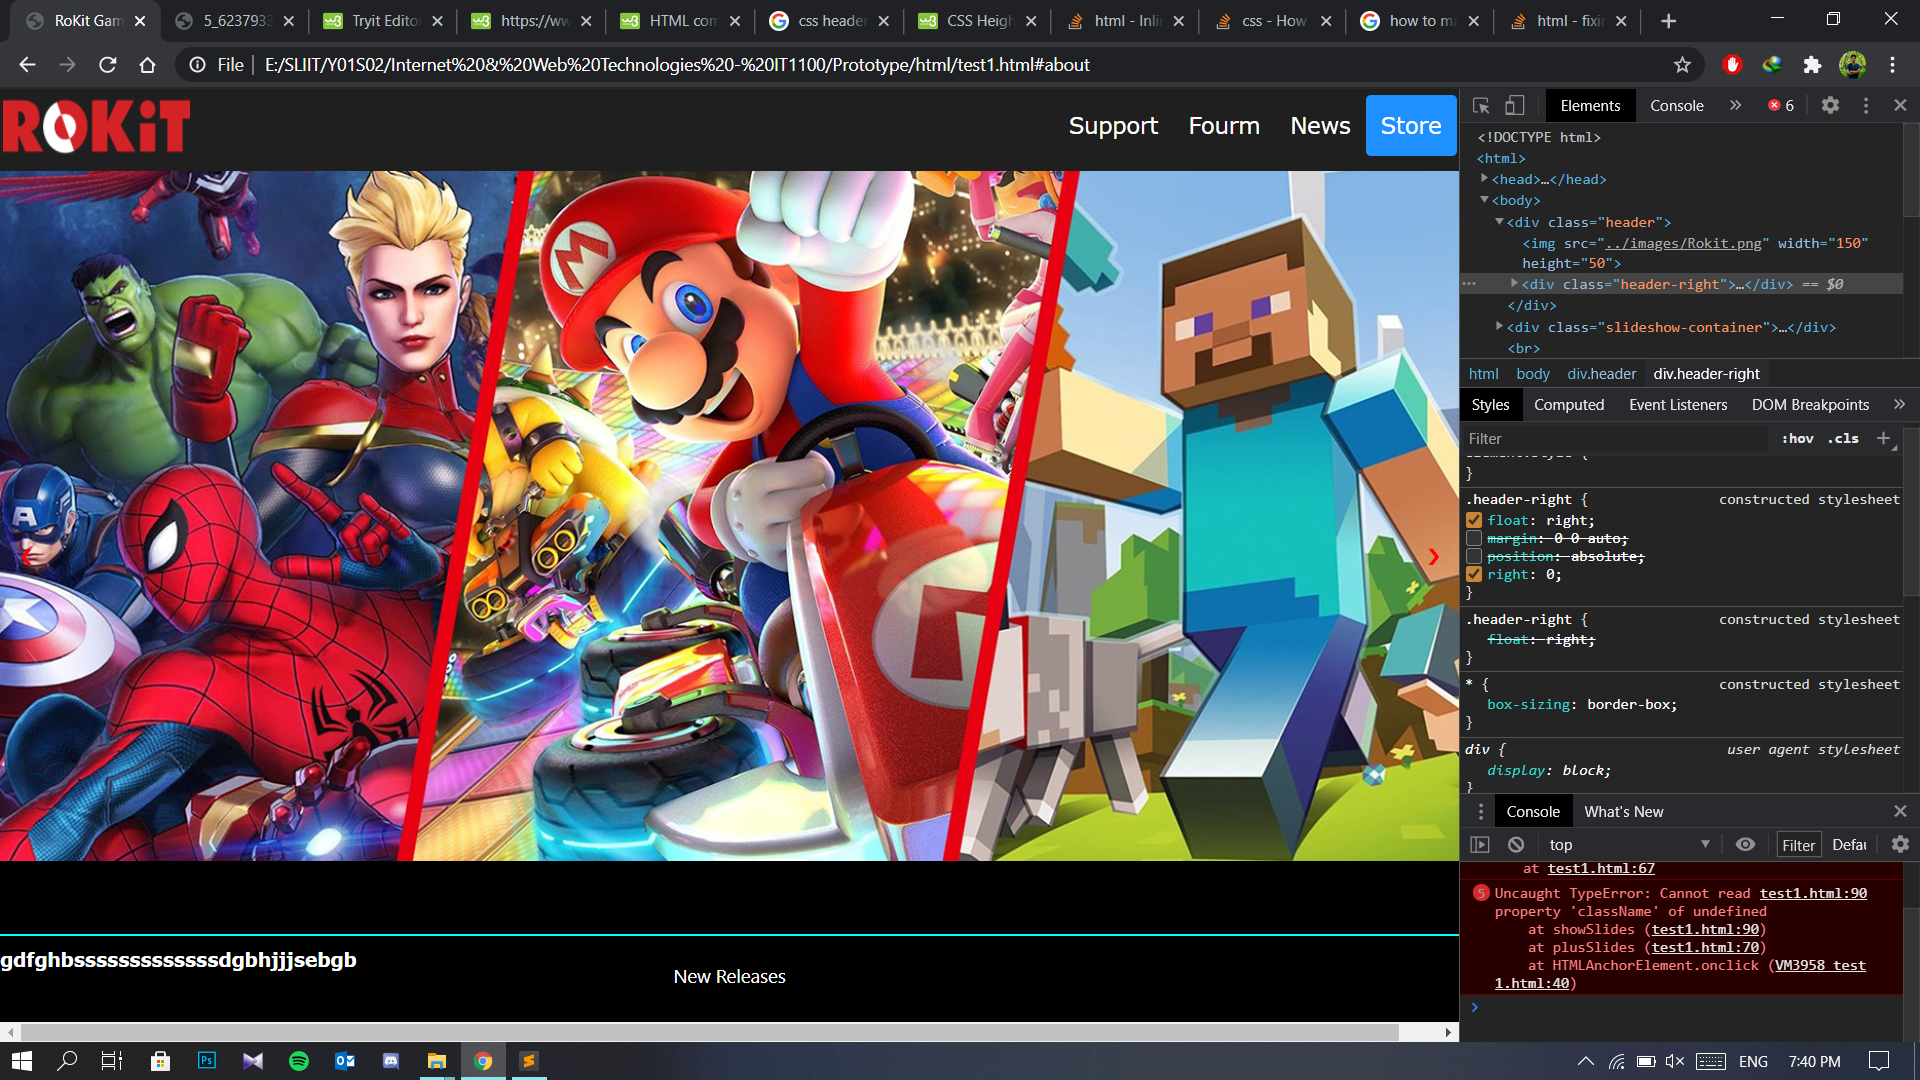 RoKit Gam
5_6237933
Tryit Edito
https://ww
HTML com
css header
CSS Heigh
html - Inli
css - How
how to ma
html - fixi
File
E:/SLIIT/Y01S02/Internet%20&%20Web%20Technologies%20-%20IT1100/Prototype/html/test1.html#about
ROKiT
Support Fourm News Store
Elements Console » 6
<!DOCTYPE html>
<html>
<head>…</head>
<body>
<div class="header">
<img src="../images/Rokit.png" width="150"
height="50">
<div class="header-right">…</div> == $0
</div>
<div class="slideshow-container">…</div>
<br>
html body div.header div.header-right
Styles Computed Event Listeners DOM Breakpoints »
Filter :hov .cls +
}
.header-right { constructed stylesheet
float: right;
margin: 0 0 auto;
position: absolute;
right: 0;
}
.header-right { constructed stylesheet
float: right;
}
* { constructed stylesheet
box-sizing: border-box;
}
div { user agent stylesheet
display: block;
}
Console What's New
top Filter Defau
at test1.html:67
5 Uncaught TypeError: Cannot read test1.html:90
property 'className' of undefined
at showSlides (test1.html:90)
at plusSlides (test1.html:70)
at HTMLAnchorElement.onclick (VM3958 test
1.html:40)
M
A
gdfghbsssssssssssssdgbhjjjsebgb
New Releases
Ps
ENG 7:40 PM